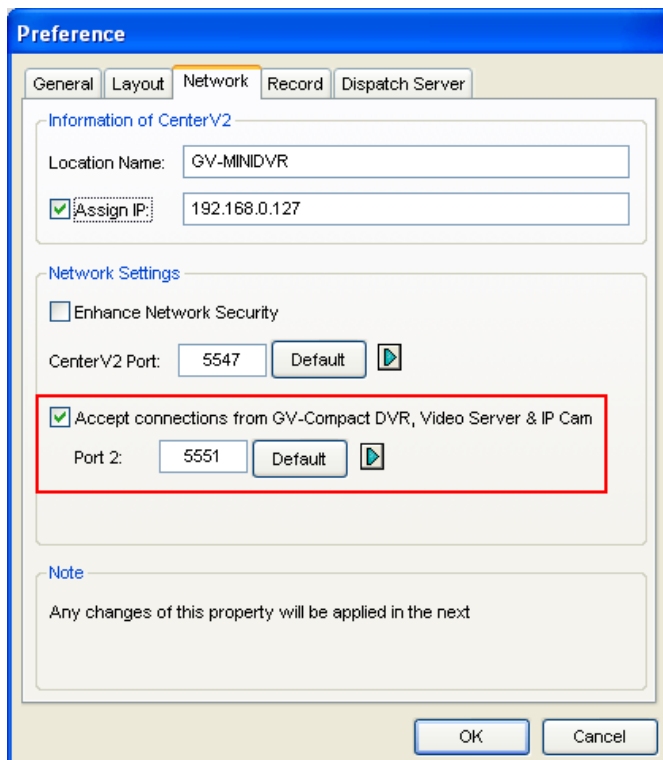 Preference
General Layout Network Record Dispatch Server
Information of CenterV2
Location Name: GV-MINIDVR
Assign IP: 192.168.0.127
Network Settings
Enhance Network Security
CenterV2 Port: 5547 Default
Accept connections from GV-Compact DVR, Video Server & IP Cam
Port 2: 5551 Default
Note
Any changes of this property will be applied in the next
OK Cancel